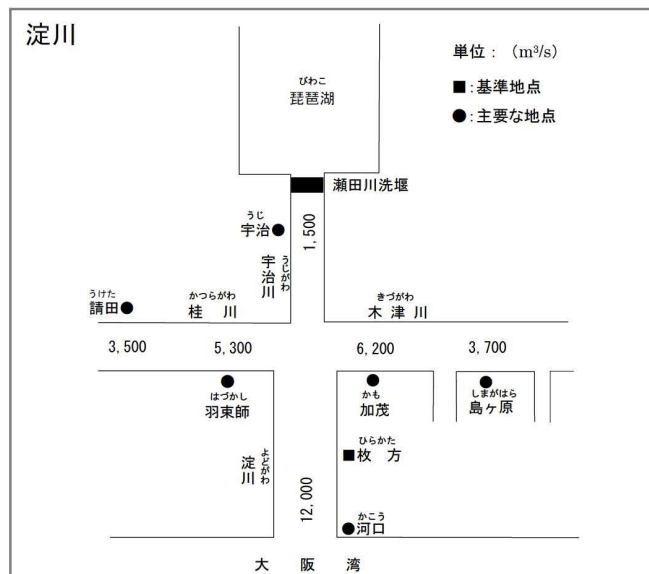 淀川
単位：（m³/s）
■：基準地点
●：主要な地点
びわこ
琵琶湖
瀬田川洗堰
1,500
うじ
宇治●
宇治川
うじがわ
うけた
請田●
かつらがわ
桂 川
きづがわ
木 津 川
3,500
5,300
6,200
3,700
はづかし
羽束師
かも
加茂
しまがはら
島ヶ原
ひらかた
■枚 方
淀川
よどがわ
12,000
かこう
●河口
大 阪 湾